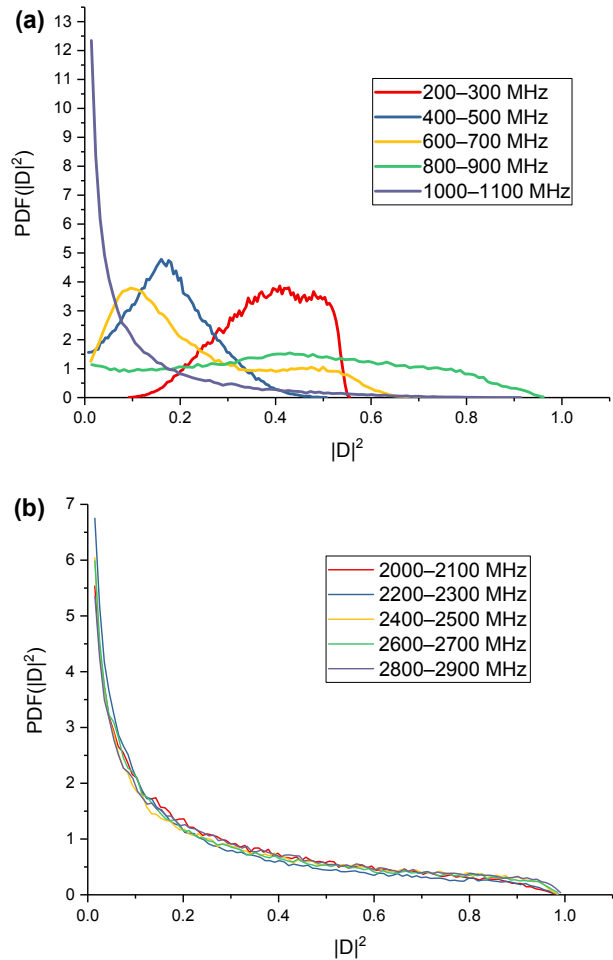 (a)
13
12
11
10
9
8
7
6
5
4
3
2
1
0
PDF(|D|²)
200–300 MHz
400–500 MHz
600–700 MHz
800–900 MHz
1000–1100 MHz
0.0 0.2 0.4 0.6 0.8 1.0
|D|²
(b)
7
6
5
4
3
2
1
0
PDF(|D|²)
2000–2100 MHz
2200–2300 MHz
2400–2500 MHz
2600–2700 MHz
2800–2900 MHz
0.0 0.2 0.4 0.6 0.8 1.0
|D|²